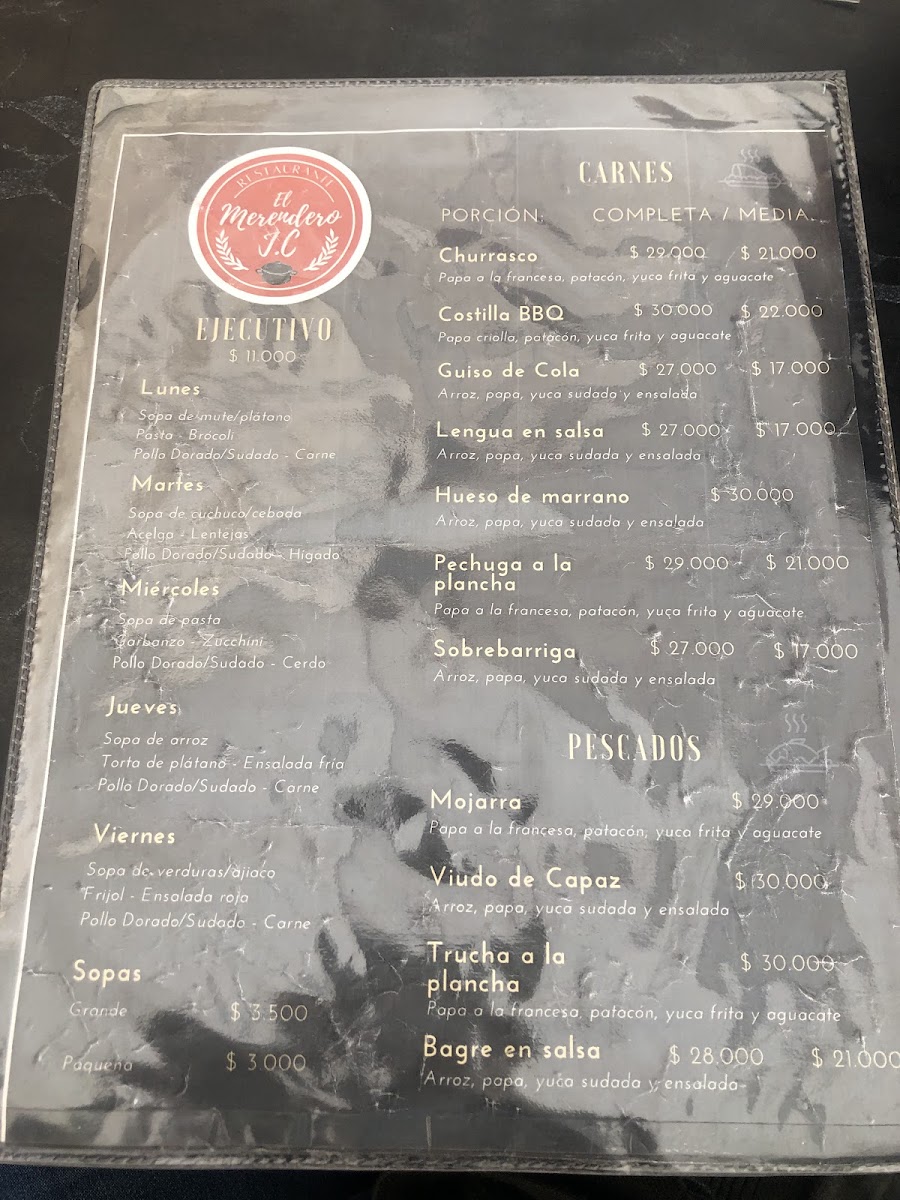 RESTAURANTE
El
Merendero
J.C
EJECUTIVO
$ 11.000
Lunes
Sopa de mute/plátano
Pasta - Brócoli
Pollo Dorado/Sudado - Carne
Martes
Sopa de cuchuco/cebada
Acelga - Lentejas
Pollo Dorado/Sudado - Hígado
Miércoles
Sopa de pasta
Garbanzo - Zucchini
Pollo Dorado/Sudado - Cerdo
Jueves
Sopa de arroz
Torta de plátano - Ensalada fría
Pollo Dorado/Sudado - Carne
Viernes
Sopa de verduras/ajiaco
Frijol - Ensalada roja
Pollo Dorado/Sudado - Carne
Sopas
Grande $ 3.500
Paqueña $ 3.000
CARNES
PORCIÓN: COMPLETA / MEDIA
Churrasco $ 29.000 $ 21.000
Papa a la francesa, patacón, yuca frita y aguacate
Costilla BBQ $ 30.000 $ 22.000
Papa criolla, patacón, yuca frita y aguacate
Guiso de Cola $ 27.000 $ 17.000
Arroz, papa, yuca sudada y ensalada
Lengua en salsa $ 27.000 $ 17.000
Arroz, papa, yuca sudada y ensalada
Hueso de marrano $ 30.000
Arroz, papa, yuca sudada y ensalada
Pechuga a la $ 29.000 $ 21.000
plancha
Papa a la francesa, patacón, yuca frita y aguacate
Sobrebarriga $ 27.000 $ 17.000
Arroz, papa, yuca sudada y ensalada
PESCADOS
Mojarra $ 29.000
Papa a la francesa, patacón, yuca frita y aguacate
Viudo de Capaz $ 30.000
Arroz, papa, yuca sudada y ensalada
Trucha a la $ 30.000
plancha
Papa a la francesa, patacón, yuca frita y aguacate
Bagre en salsa $ 28.000 $ 21.000
Arroz, papa, yuca sudada y ensalada